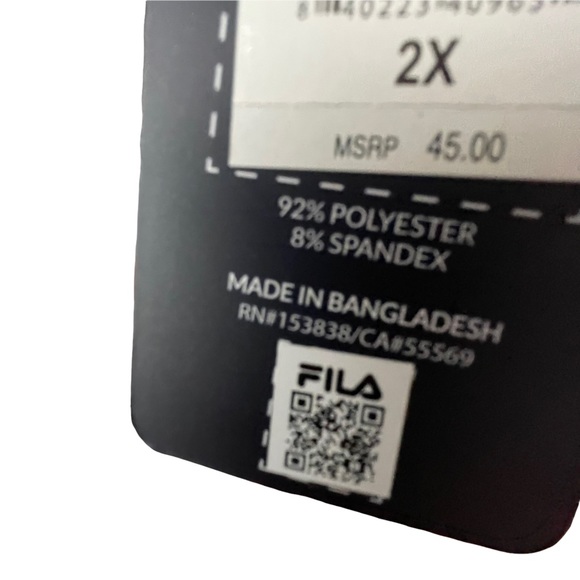 2X
MSRP 45.00
92% POLYESTER
8% SPANDEX
MADE IN BANGLADESH
RN#153838/CA#55569
FILA